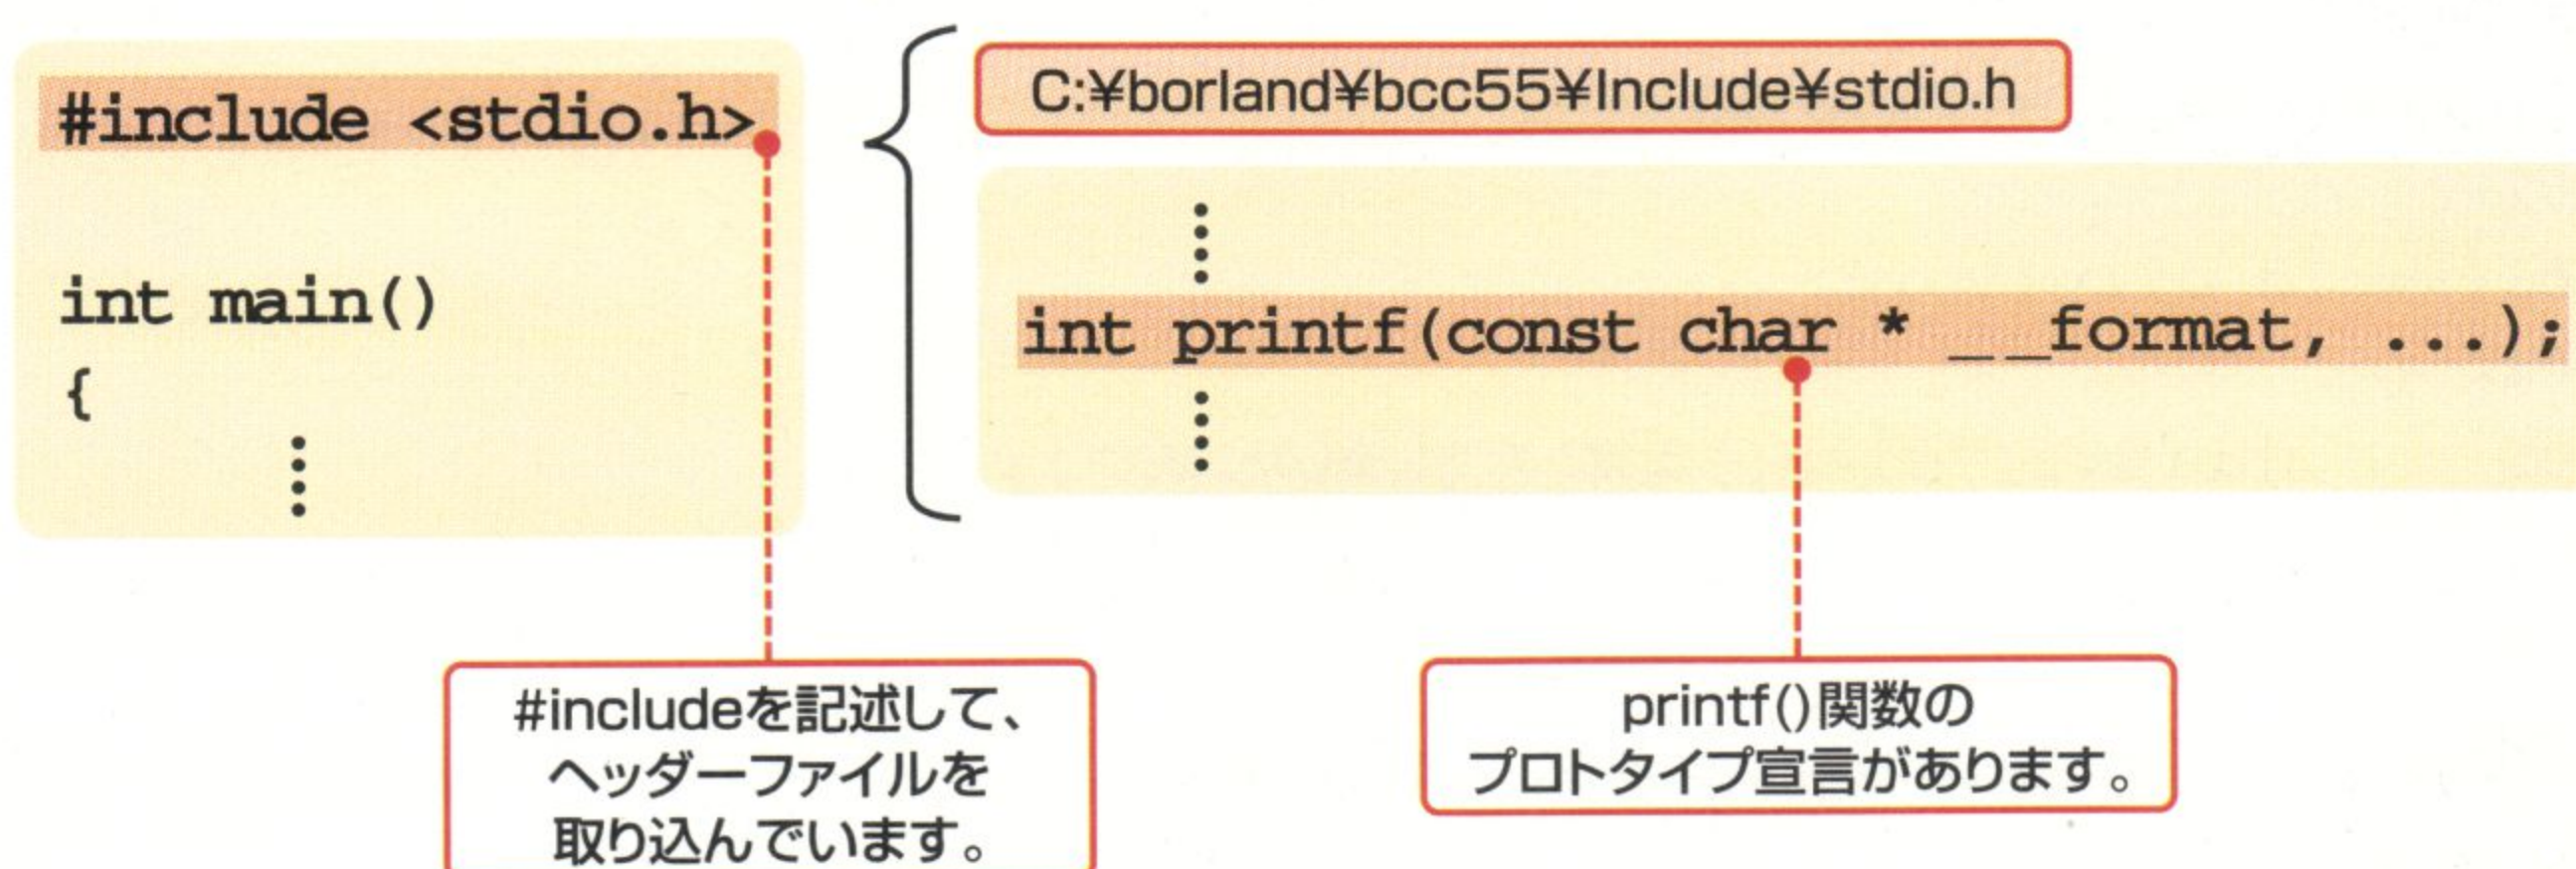 #include <stdio.h>
int main()
{
C:¥borland¥bcc55¥Include¥stdio.h
int printf(const char * __format, ...);
#includeを記述して、
ヘッダーファイルを
取り込んでいます。
printf()関数の
プロトタイプ宣言があります。